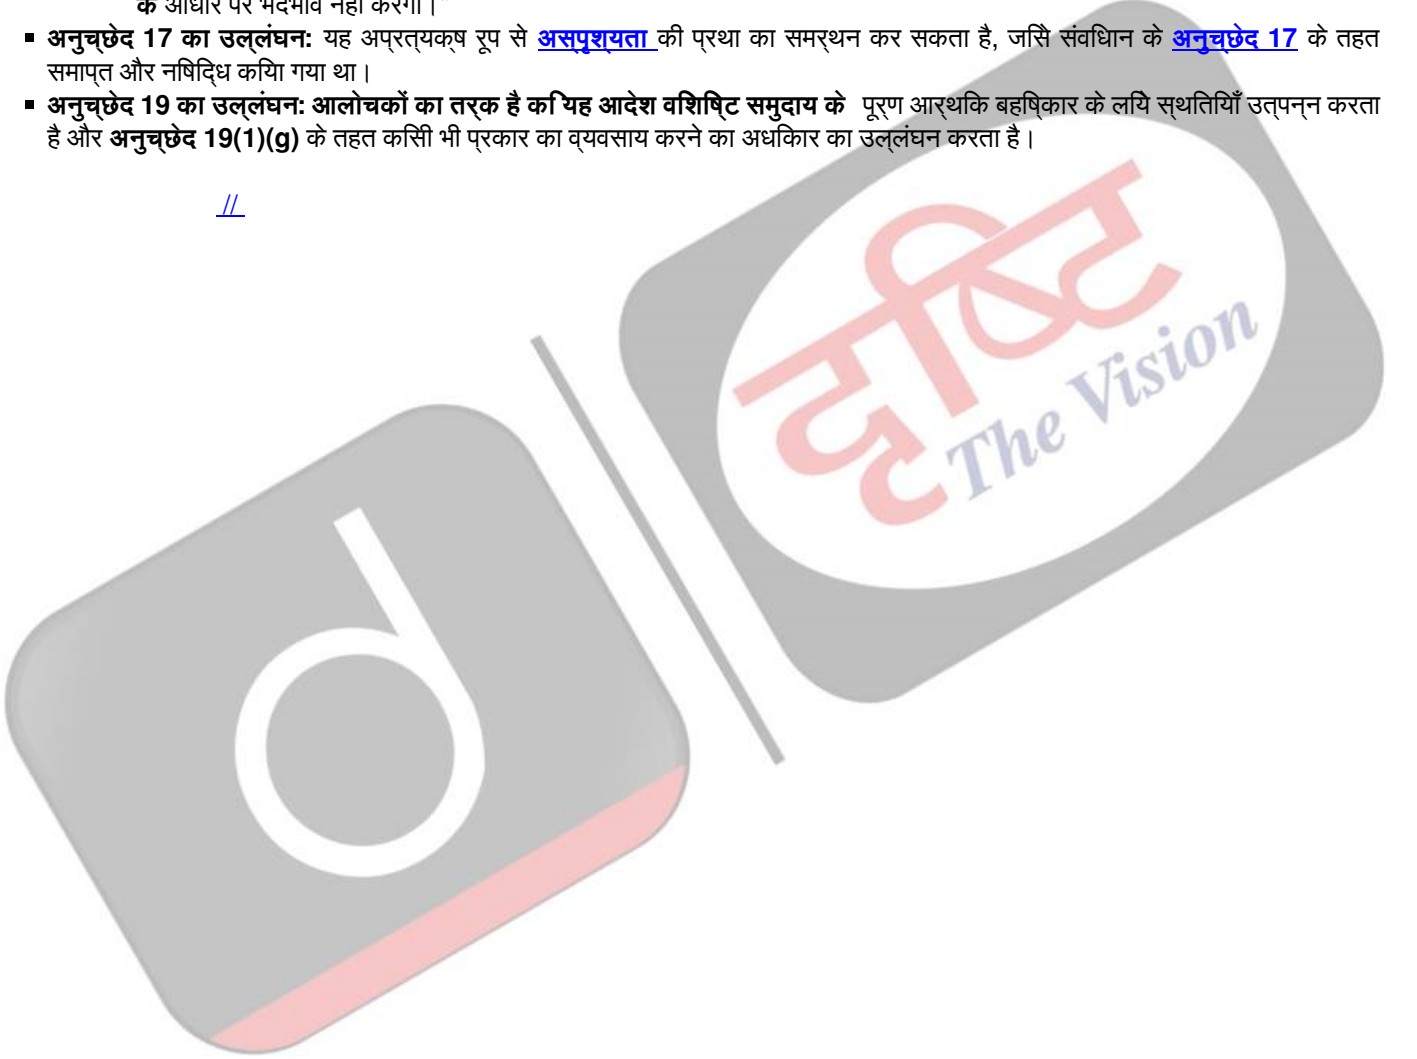 के आधार पर भेदभाव नहीं करेगा।"
अनुच्छेद 17 का उल्लंघन: यह अप्रत्यक्ष रूप से अस्पृश्यता की प्रथा का समर्थन कर सकता है, जिसे संविधान के अनुच्छेद 17 के तहत
समाप्त और निषिद्ध किया गया था।
अनुच्छेद 19 का उल्लंघन: आलोचकों का तर्क है कि यह आदेश विशिष्ट समुदाय के पूर्ण आर्थिक बहिष्कार के लिये स्थितियाँ उत्पन्न करता
है और अनुच्छेद 19(1)(g) के तहत किसी भी प्रकार का व्यवसाय करने का अधिकार का उल्लंघन करता है।
//
दृष्टि
The Vision
d